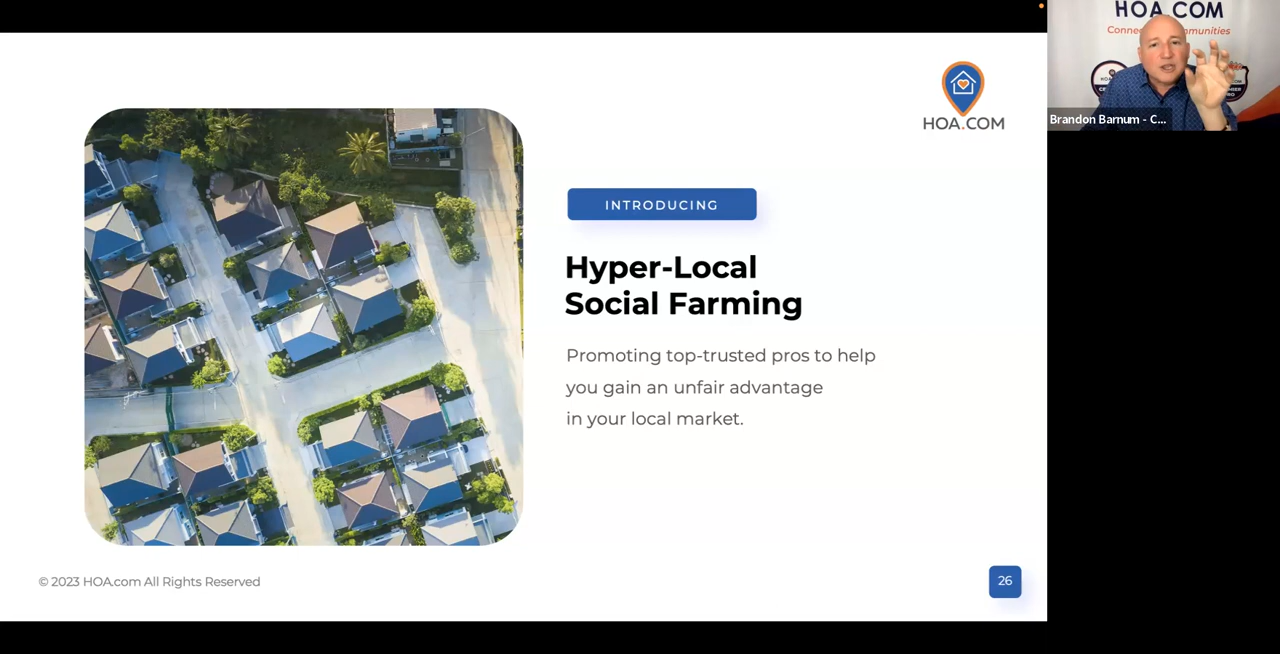 HOA.COM
INTRODUCING
Hyper-Local
Social Farming
Promoting top-trusted pros to help
you gain an unfair advantage
in your local market.
© 2023 HOA.com All Rights Reserved
26
HOA.COM
Brandon Barnum - C...